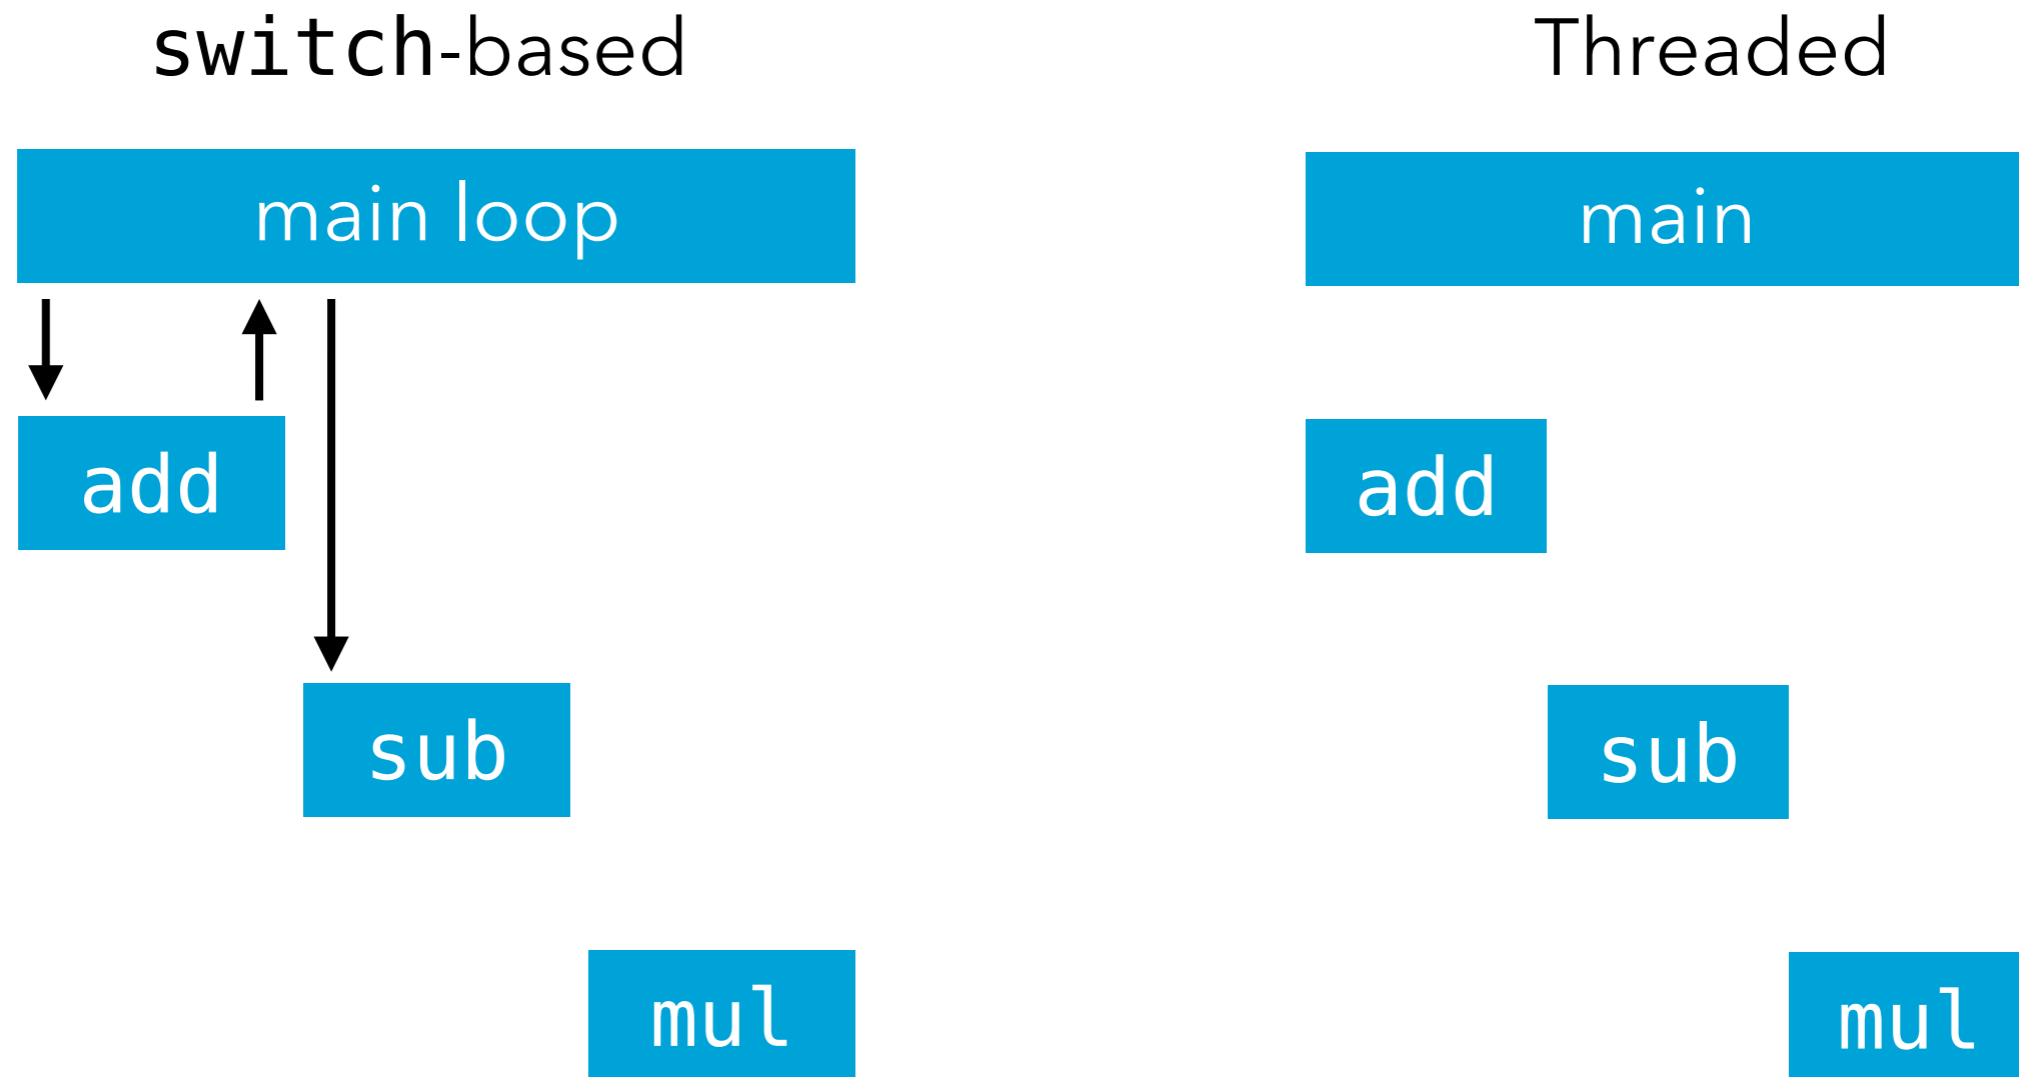 switch-based
main loop
add
sub
mul
Threaded
main
add
sub
mul